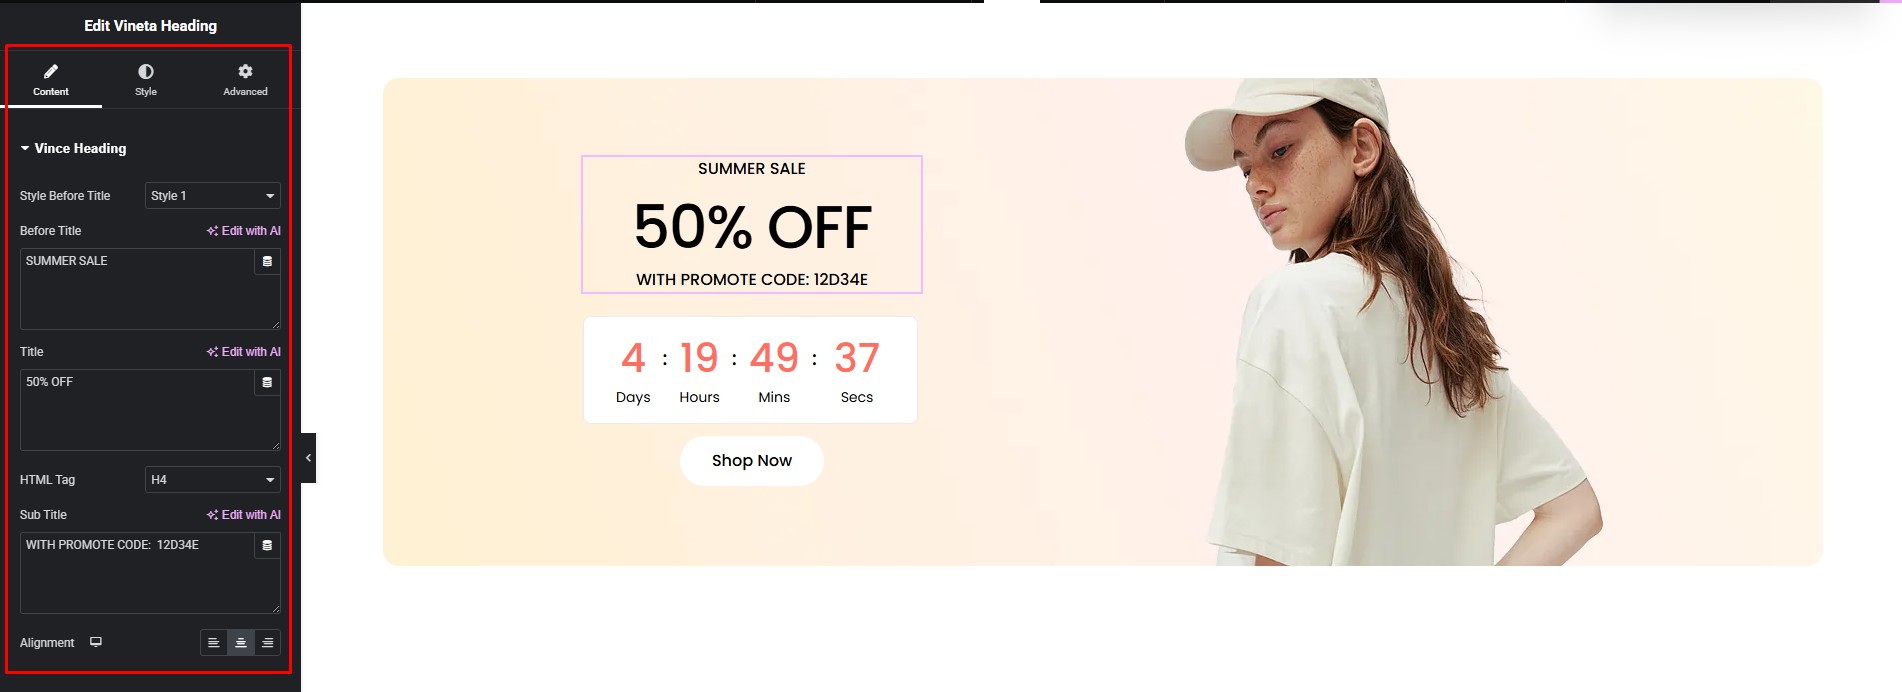 Edit Vineta Heading
Content
Style
Advanced
Vince Heading
Style Before Title
Style 1
Before Title
Edit with AI
SUMMER SALE
Title
Edit with AI
50% OFF
HTML Tag
H4
Sub Title
Edit with AI
WITH PROMOTE CODE:  12D34E
Alignment
SUMMER SALE
50% OFF
WITH PROMOTE CODE: 12D34E
4 : 19 : 49 : 37
Days Hours Mins Secs
Shop Now